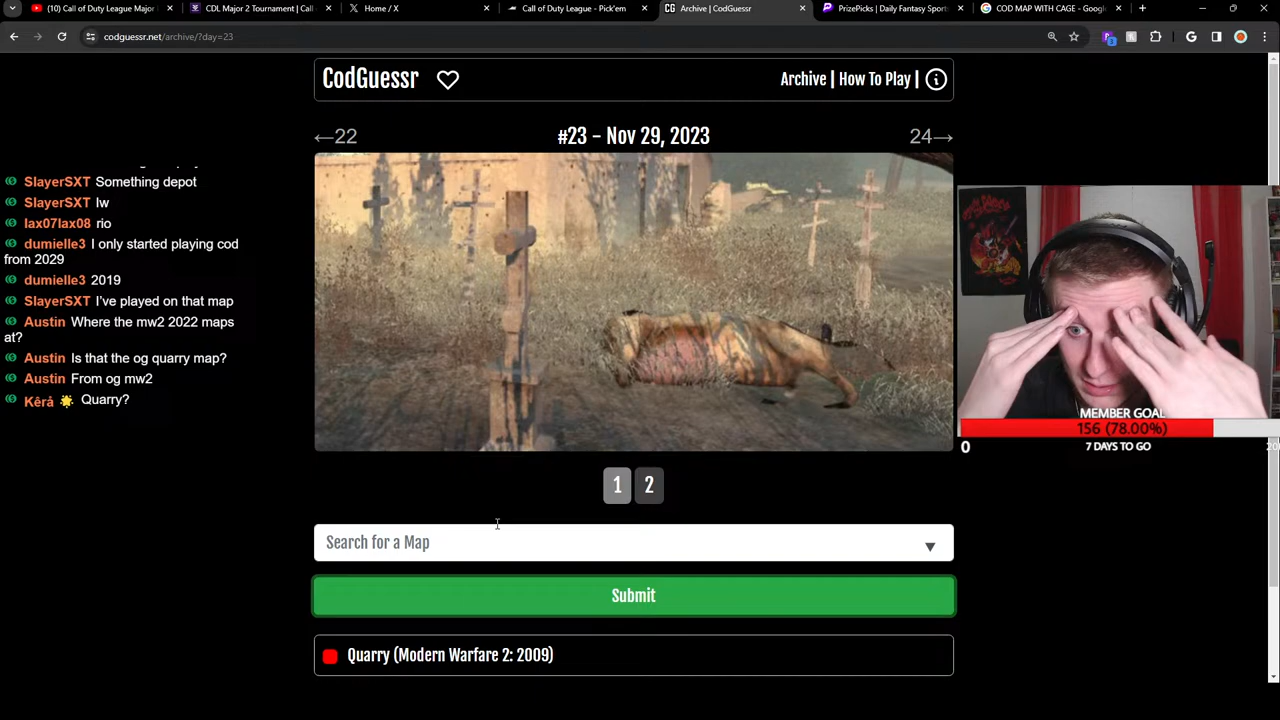 (10) Call of Duty League Major
CDL Major 2 Tournament | Call
Home / X
Call of Duty League - Pick'em
CG Archive | CodGuessr
PrizePicks | Daily Fantasy Sport
COD MAP WITH CAGE - Google
codguessr.net/archive/?day=23
CodGuessr
Archive | How To Play |
←22
#23 - Nov 29, 2023
24→
SlayerSXT Something depot
SlayerSXT Iw
lax07lax08 rio
dumielle3 I only started playing cod
from 2029
dumielle3 2019
SlayerSXT I've played on that map
Austin Where the mw2 2022 maps
at?
Austin Is that the og quarry map?
Austin From og mw2
Kêrå Quarry?
MEMBER GOAL
156 (78.00%)
0
7 DAYS TO GO
1
2
Search for a Map
Submit
Quarry (Modern Warfare 2: 2009)